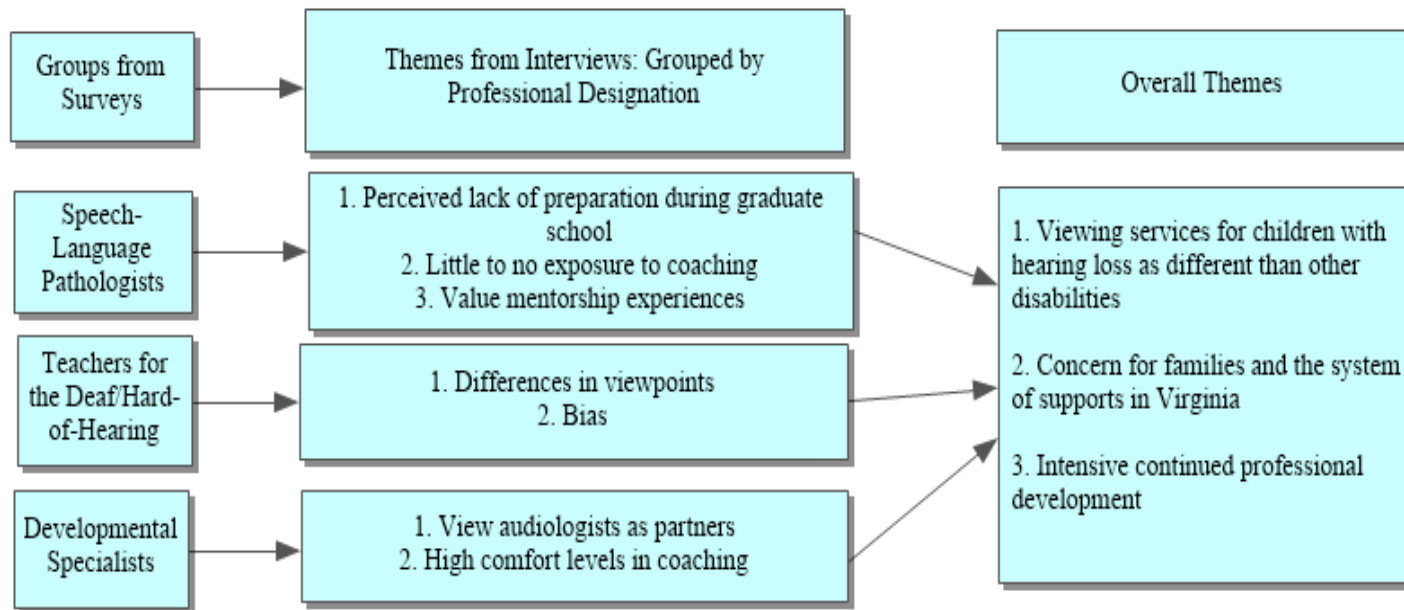 Groups from
Surveys
Themes from Interviews: Grouped by
Professional Designation
Overall Themes
Speech-
Language
Pathologists
1. Perceived lack of preparation during graduate
school
2. Little to no exposure to coaching
3. Value mentorship experiences
Teachers for
the Deaf/Hard-
of-Hearing
1. Differences in viewpoints
2. Bias
Developmental
Specialists
1. View audiologists as partners
2. High comfort levels in coaching
1. Viewing services for children with
hearing loss as different than other
disabilities
2. Concern for families and the system
of supports in Virginia
3. Intensive continued professional
development